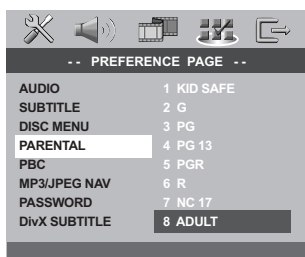 -- PREFERENCE PAGE --
AUDIO 1 KID SAFE
SUBTITLE 2 G
DISC MENU 3 PG
PARENTAL 4 PG 13
PBC 5 PGR
MP3/JPEG NAV 6 R
PASSWORD 7 NC 17
DivX SUBTITLE 8 ADULT